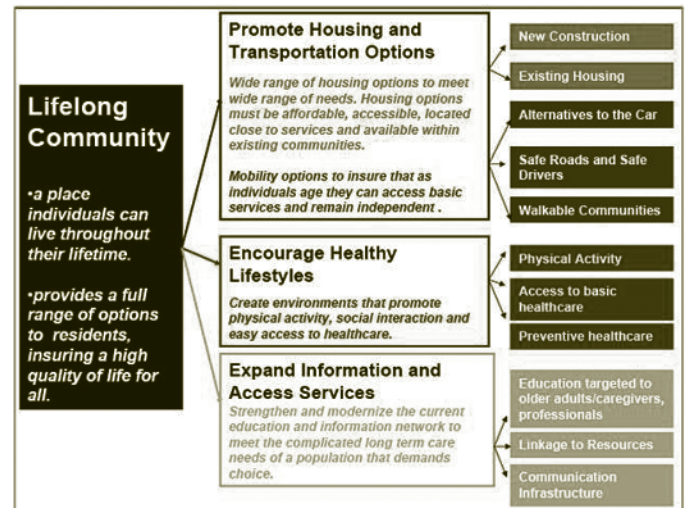 Lifelong
Community
•a place
individuals can
live throughout
their lifetime.
•provides a full
range of options
to residents,
insuring a high
quality of life for
all.
Promote Housing and
Transportation Options
Wide range of housing options to meet
wide range of needs. Housing options
must be affordable, accessible, located
close to services and available within
existing communities.
Mobility options to insure that as
individuals age they can access basic
services and remain independent .
New Construction
Existing Housing
Alternatives to the Car
Safe Roads and Safe
Drivers
Walkable Communities
Encourage Healthy
Lifestyles
Create environments that promote
physical activity, social interaction and
easy access to healthcare.
Physical Activity
Access to basic
healthcare
Preventive healthcare
Expand Information and
Access Services
Strengthen and modernize the current
education and information network to
meet the complicated long term care
needs of a population that demands
choice.
Education targeted to
older adults/caregivers,
professionals
Linkage to Resources
Communication
Infrastructure